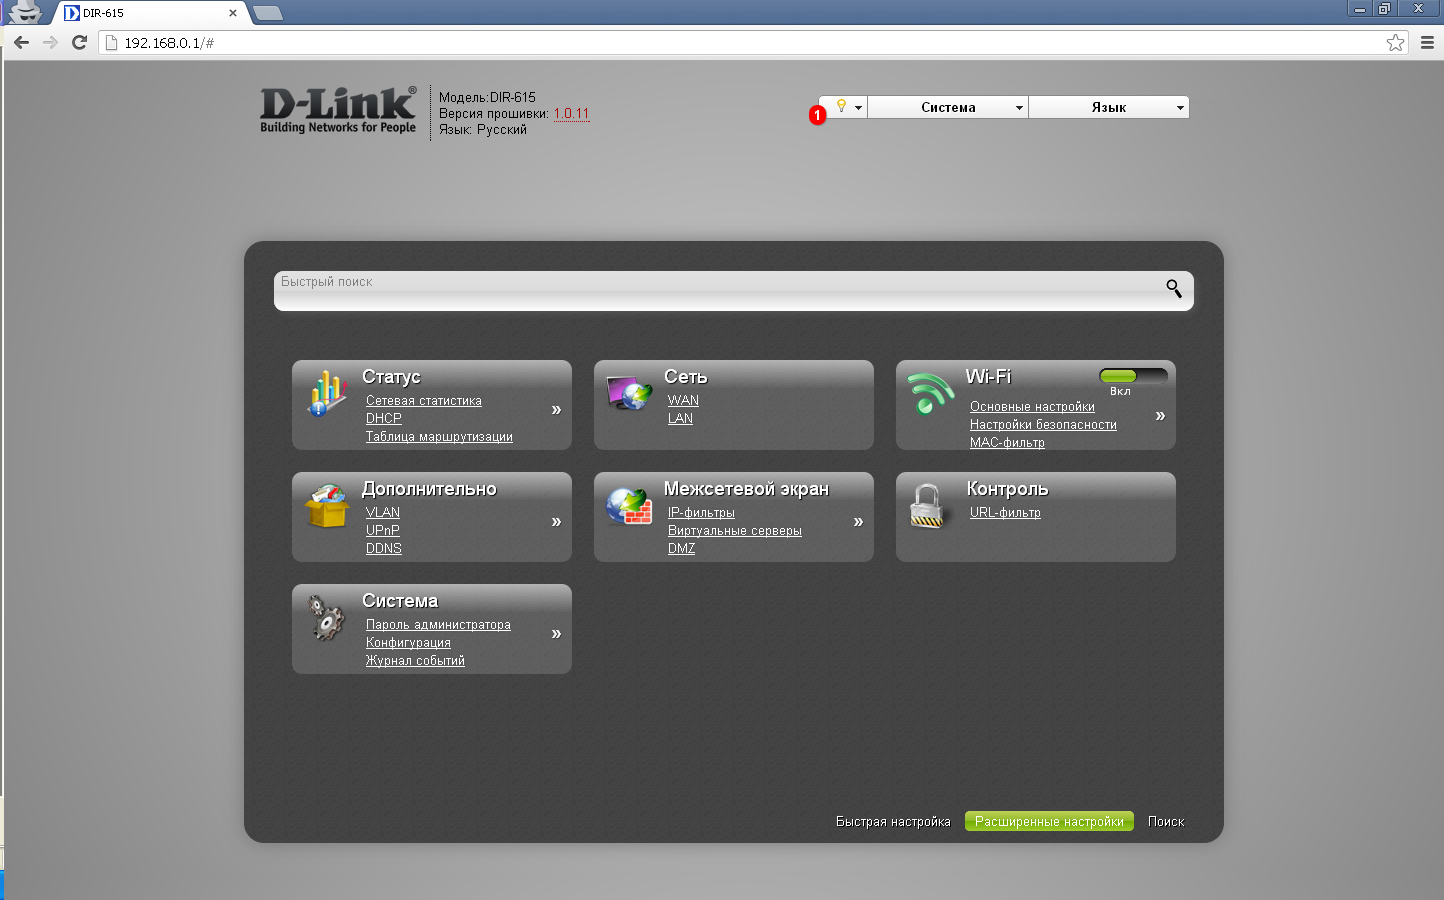 DIR-615
192.168.0.1/#
D-Link®
Building Networks for People
Модель:DIR-615
Версия прошивки: 1.0.11
Язык: Русский
1
Система
Язык
Быстрый поиск
Статус
Сетевая статистика
DHCP
Таблица маршрутизации
»
Сеть
WAN
LAN
Wi-Fi
Вкл
Основные настройки
Настройки безопасности
MAC-фильтр
»
Дополнительно
VLAN
UPnP
DDNS
»
Межсетевой экран
IP-фильтры
Виртуальные серверы
DMZ
»
Контроль
URL-фильтр
Система
Пароль администратора
Конфигурация
Журнал событий
»
Быстрая настройка
Расширенные настройки
Поиск